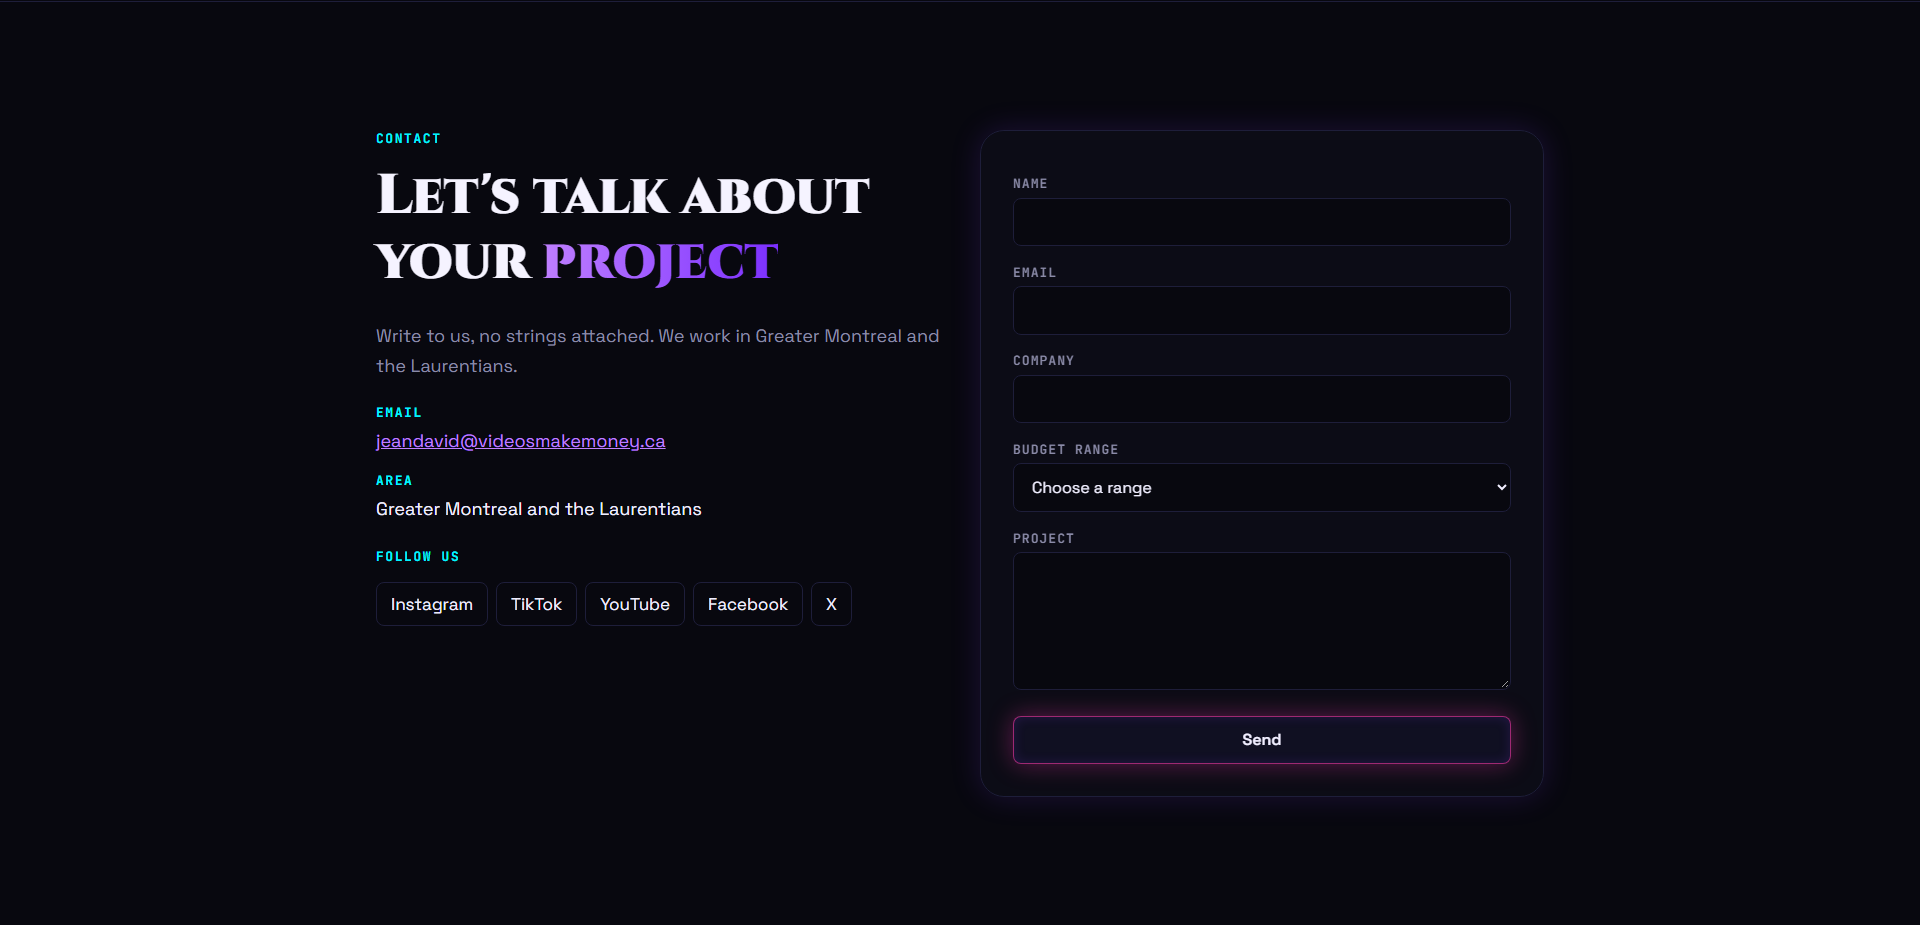 CONTACT
LET'S TALK ABOUT
YOUR PROJECT
Write to us, no strings attached. We work in Greater Montreal and
the Laurentians.
EMAIL
jeandavid@videosmakemoney.ca
AREA
Greater Montreal and the Laurentians
FOLLOW US
Instagram TikTok YouTube Facebook X
NAME
EMAIL
COMPANY
BUDGET RANGE
Choose a range
PROJECT
Send